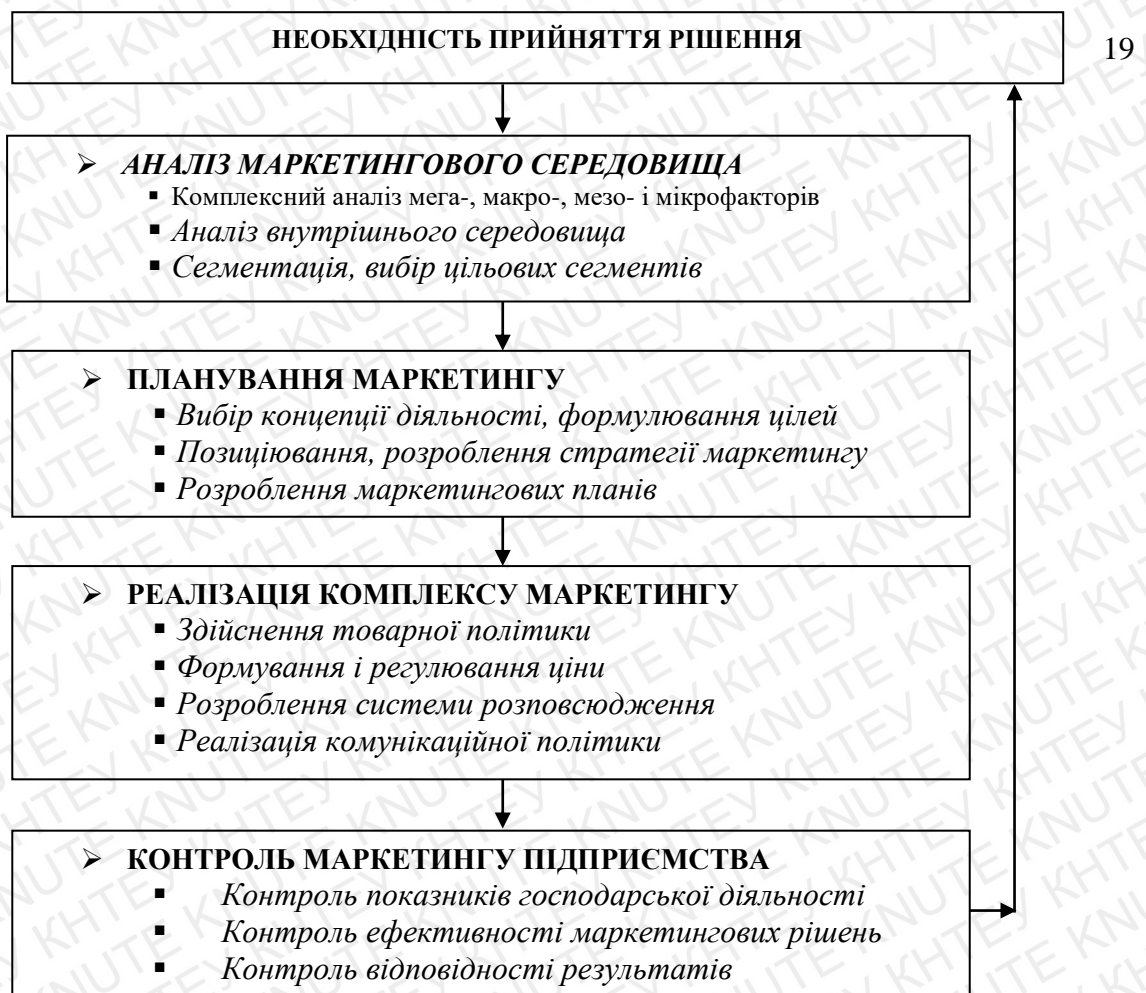 НЕОБХІДНІСТЬ ПРИЙНЯТТЯ РІШЕННЯ
19
➢ АНАЛІЗ МАРКЕТИНГОВОГО СЕРЕДОВИЩА
▪ Комплексний аналіз мега-, макро-, мезо- і мікрофакторів
▪ Аналіз внутрішнього середовища
▪ Сегментація, вибір цільових сегментів
➢ ПЛАНУВАННЯ МАРКЕТИНГУ
▪ Вибір концепції діяльності, формулювання цілей
▪ Позиціювання, розроблення стратегії маркетингу
▪ Розроблення маркетингових планів
➢ РЕАЛІЗАЦІЯ КОМПЛЕКСУ МАРКЕТИНГУ
▪ Здійснення товарної політики
▪ Формування і регулювання ціни
▪ Розроблення системи розповсюдження
▪ Реалізація комунікаційної політики
➢ КОНТРОЛЬ МАРКЕТИНГУ ПІДПРИЄМСТВА
▪ Контроль показників господарської діяльності
▪ Контроль ефективності маркетингових рішень
▪ Контроль відповідності результатів